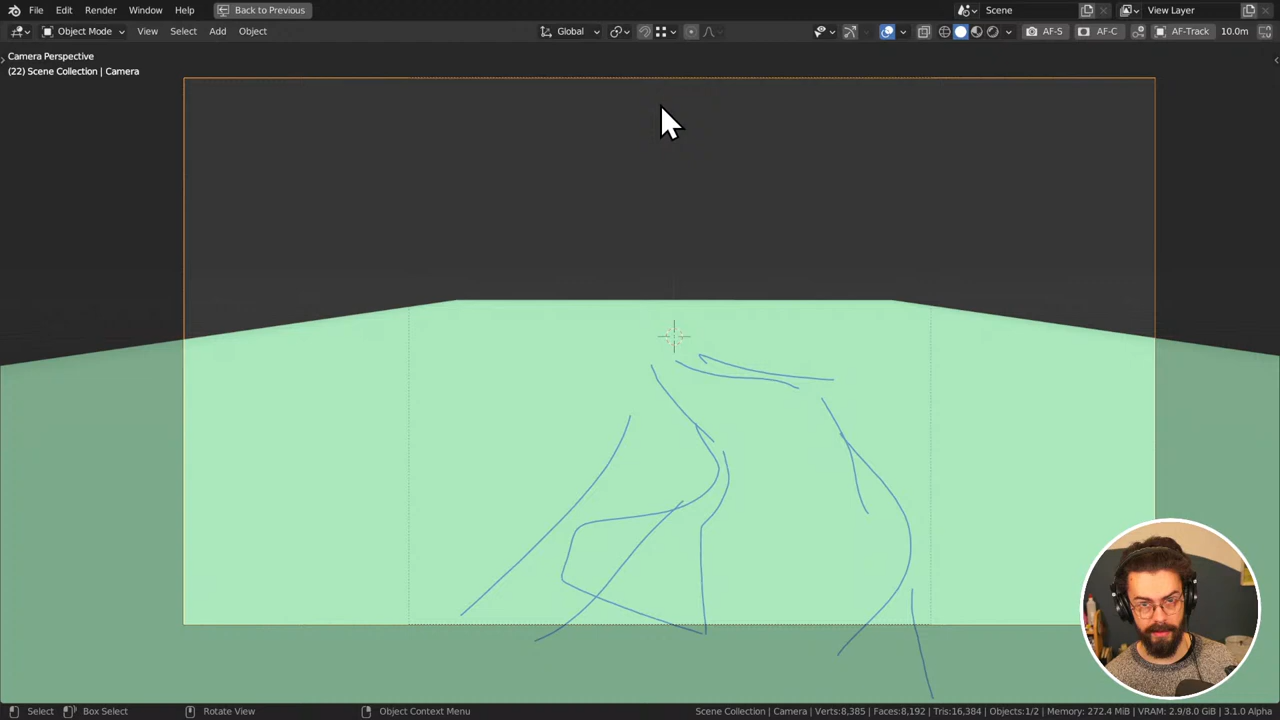 File Edit Render Window Help Back to Previous Scene View Layer
Object Mode View Select Add Object Global AF-S AF-C AF-Track 10.0m
Camera Perspective
(22) Scene Collection | Camera
Select Box Select Rotate View Object Context Menu Scene Collection | Camera | Verts:8,385 | Faces:8,192 | Tris:16,384 | Objects:1/2 | Memory: 272.4 MiB | VRAM: 2.9/8.0 GiB | 3.1.0 Alpha